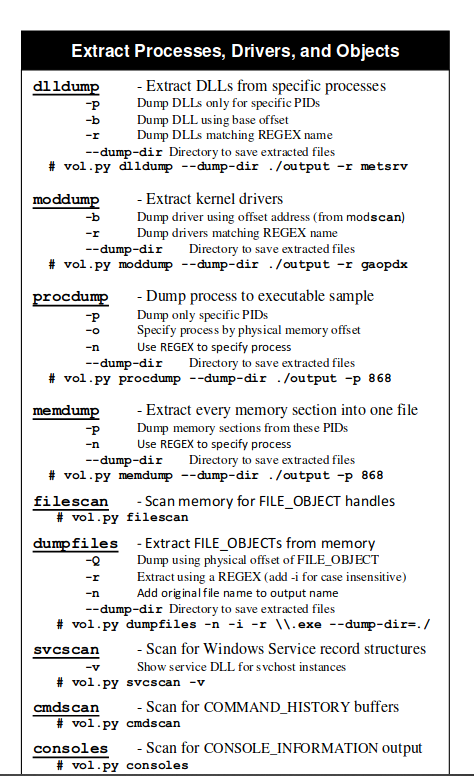 Extract Processes, Drivers, and Objects
dlldump - Extract DLLs from specific processes
-p Dump DLLs only for specific PIDs
-b Dump DLL using base offset
-r Dump DLLs matching REGEX name
--dump-dir Directory to save extracted files
# vol.py dlldump --dump-dir ./output –r metsrv
moddump - Extract kernel drivers
-b Dump driver using offset address (from modscan)
-r Dump drivers matching REGEX name
--dump-dir Directory to save extracted files
# vol.py moddump --dump-dir ./output –r gaopdx
procdump - Dump process to executable sample
-p Dump only specific PIDs
-o Specify process by physical memory offset
-n Use REGEX to specify process
--dump-dir Directory to save extracted files
# vol.py procdump --dump-dir ./output –p 868
memdump - Extract every memory section into one file
-p Dump memory sections from these PIDs
-n Use REGEX to specify process
--dump-dir Directory to save extracted files
# vol.py memdump --dump-dir ./output –p 868
filescan - Scan memory for FILE_OBJECT handles
# vol.py filescan
dumpfiles - Extract FILE_OBJECTs from memory
-Q Dump using physical offset of FILE_OBJECT
-r Extract using a REGEX (add -i for case insensitive)
-n Add original file name to output name
--dump-dir Directory to save extracted files
# vol.py dumpfiles -n -i -r \\.exe --dump-dir=./
svcscan - Scan for Windows Service record structures
-v Show service DLL for svchost instances
# vol.py svcscan -v
cmdscan - Scan for COMMAND_HISTORY buffers
# vol.py cmdscan
consoles - Scan for CONSOLE_INFORMATION output
# vol.py consoles